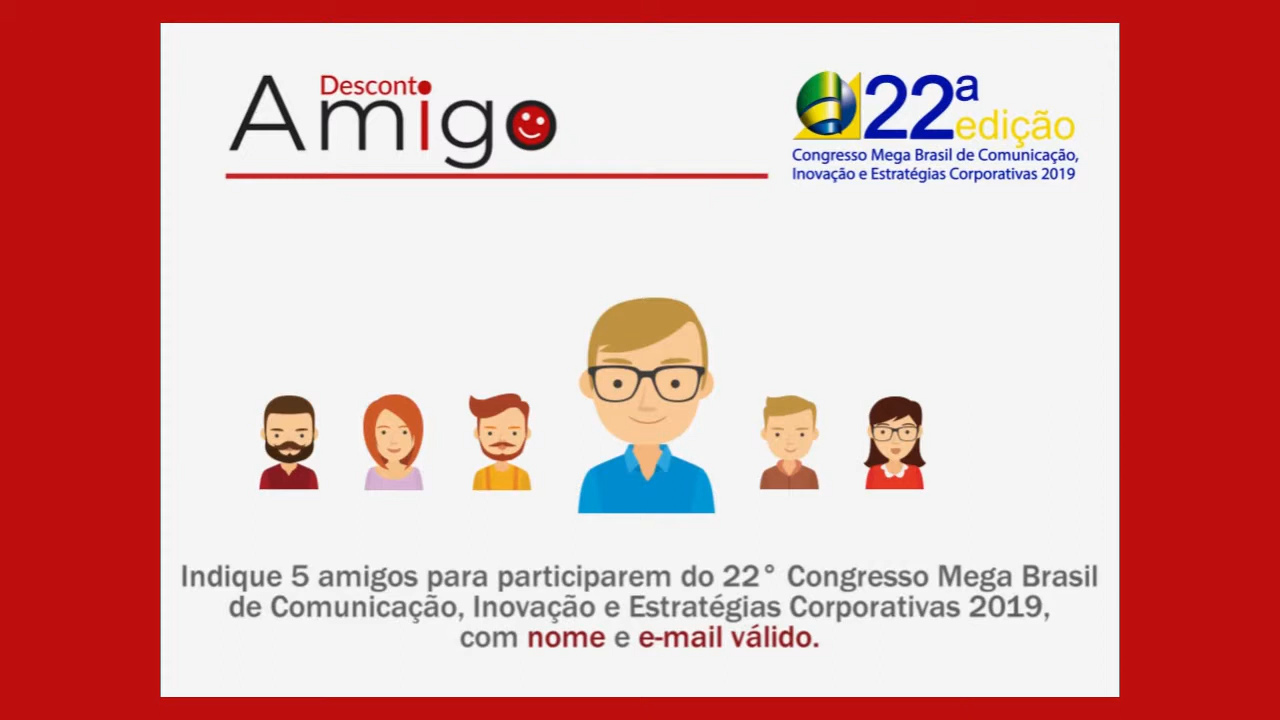 Desconto
Amigo
22ª
edição
Congresso Mega Brasil de Comunicação,
Inovação e Estratégias Corporativas 2019
Indique 5 amigos para participarem do 22° Congresso Mega Brasil
de Comunicação, Inovação e Estratégias Corporativas 2019,
com nome e e-mail válido.